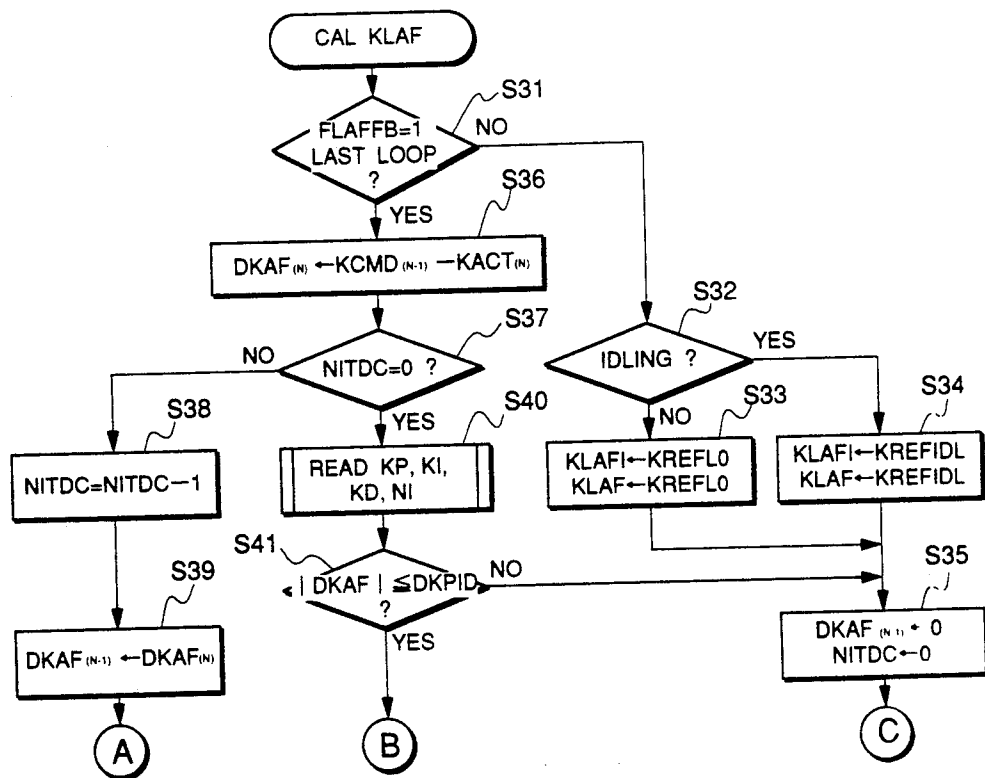 CAL KLAF
S31
FLAFFB=1
LAST LOOP
?
NO
YES
S36
DKAF(N) ←KCMD(N-1) —KACT(N)
S37
NITDC=0 ?
NO
YES
S32
IDLING ?
YES
NO
S38
NITDC=NITDC—1
S40
READ KP, KI,
KD, NI
S33
KLAFI←KREFL0
KLAF←KREFL0
S34
KLAFI←KREFIDL
KLAF←KREFIDL
S41
| DKAF | ≦DKPID
?
NO
YES
S39
DKAF(N-1) ←DKAF(N)
S35
DKAF(N-1) ← 0
NITDC←0
A
B
C